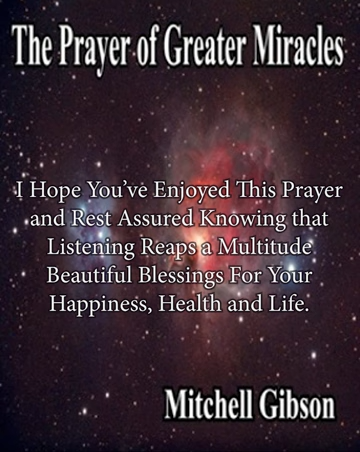 The Prayer of Greater Miracles
I Hope You've Enjoyed This Prayer
and Rest Assured Knowing that
Listening Reaps a Multitude
Beautiful Blessings For Your
Happiness, Health and Life.
Mitchell Gibson